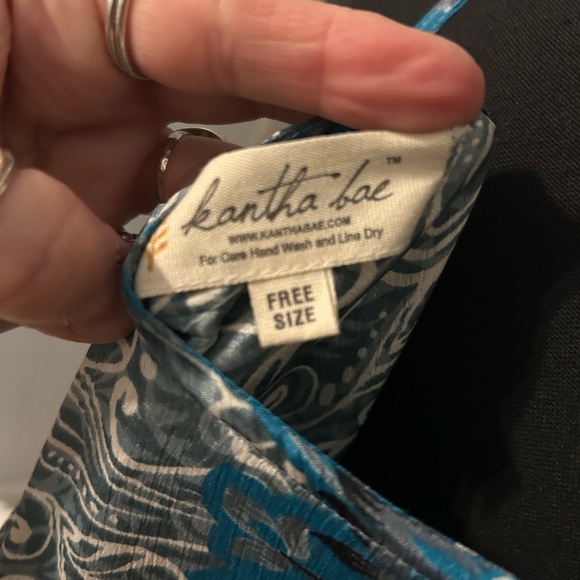 kantha bae™
WWW.KANTHABAE.COM
For Care Hand Wash and Line Dry
FREE
SIZE